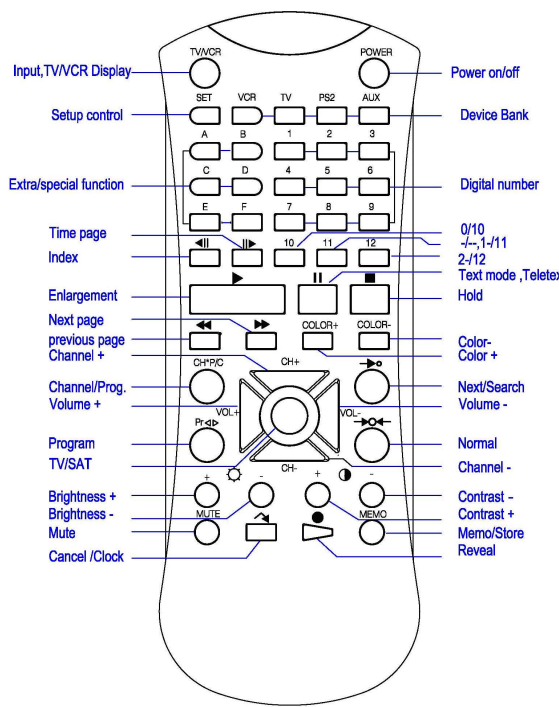 TV/VCR POWER
Input,TV/VCR Display Power on/off
SET VCR TV PS2 AUX
Setup control Device Bank
A B 1 2 3
C D 4 5 6
Extra/special function Digital number
E F 7 8 9
Time page 0/10
10 11 12 -/--,1-/11
Index 2-/12
Text mode ,Teletex
Enlargement Hold
Next page
COLOR+ COLOR-
previous page Color-
Channel + Color +
CH*P/C CH+
Channel/Prog. Next/Search
Volume + VOL+ VOL- Volume -
Pr
Program Normal
TV/SAT CH- Channel -
+ - + -
Brightness + Contrast –
Brightness - Contrast +
MUTE MEMO
Mute Memo/Store
Cancel /Clock Reveal